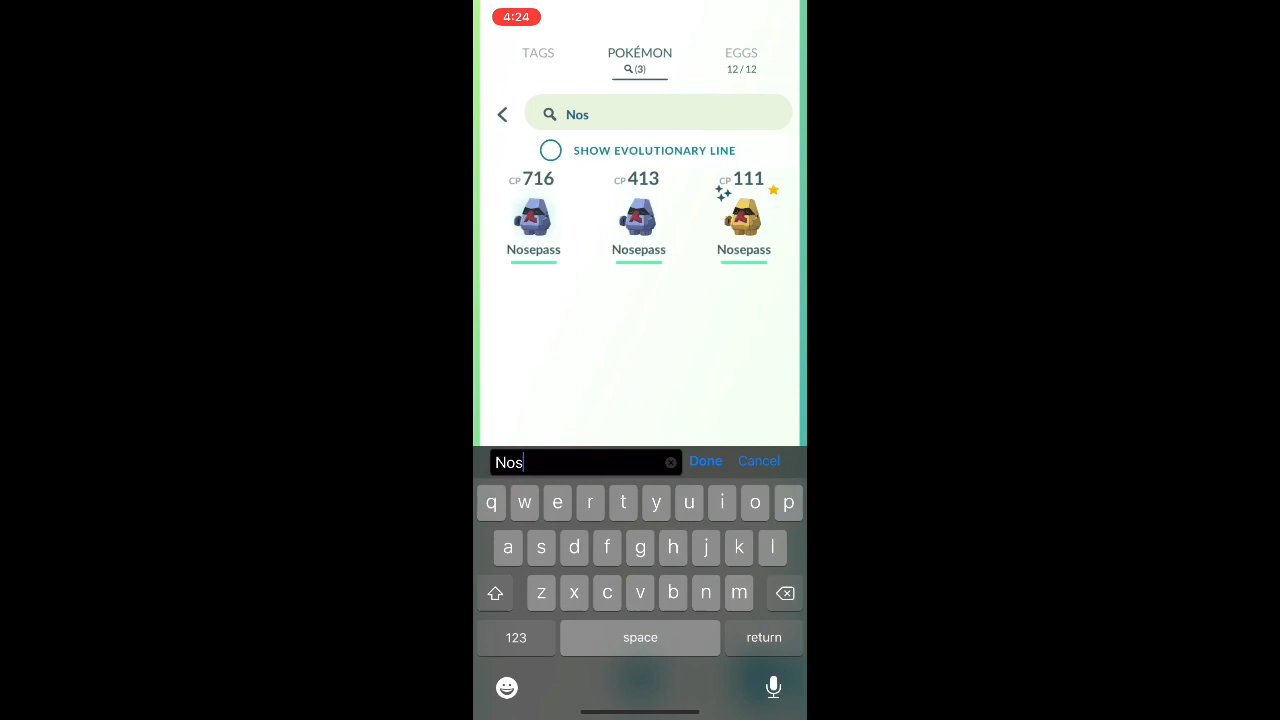 4:24
TAGS POKÉMON EGGS
(3) 12/12
Nos
SHOW EVOLUTIONARY LINE
CP716 CP413 CP111
Nosepass Nosepass Nosepass
Nos Done Cancel
q w e r t y u i o p
a s d f g h j k l
z x c v b n m
123 space return